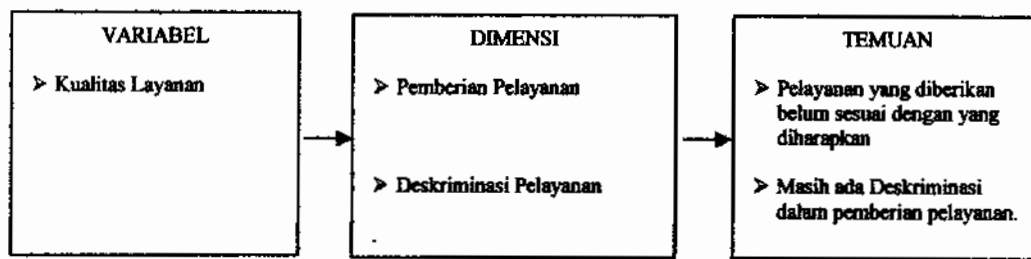 VARIABEL
➢ Kualitas Layanan
DIMENSI
➢ Pemberian Pelayanan
➢ Deskriminasi Pelayanan
TEMUAN
➢ Pelayanan yang diberikan
belum sesuai dengan yang
diharapkan
➢ Masih ada Deskriminasi
dalam pemberian pelayanan.